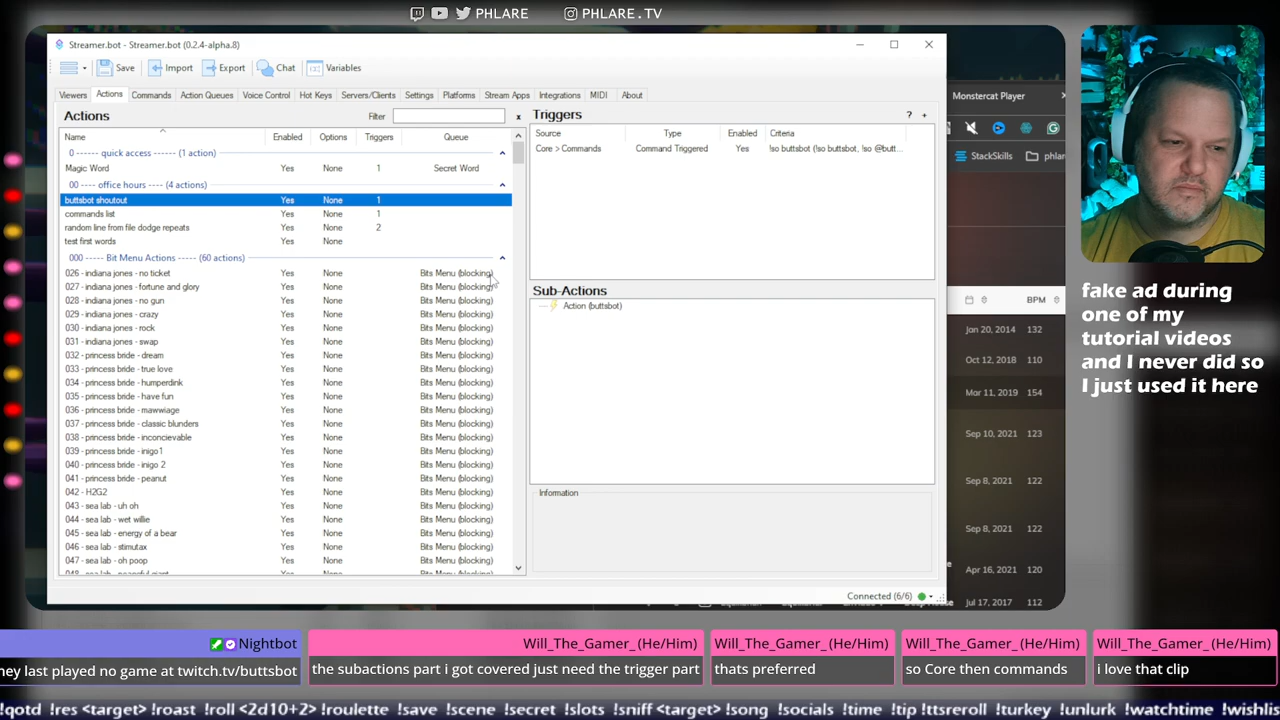 PHLARE PHLARE.TV
Streamer.bot - Streamer.bot (0.2.4-alpha.8)
Save Import Export Chat Variables
Viewers Actions Commands Action Queues Voice Control Hot Keys Servers/Clients Settings Platforms Stream Apps Integrations MIDI About
Actions Filter x
Name Enabled Options Triggers Queue
0 ---- quick access ---- (1 action)
Magic Word Yes None 1 Secret Word
00 ---- office hours ---- (4 actions)
buttsbot shoutout Yes None 1
commands list Yes None 1
random line from file dodge repeats Yes None 2
test first words Yes None
000 ---- Bit Menu Actions ----- (60 actions)
026 - indiana jones - no ticket Yes None Bits Menu (blocking)
027 - indiana jones - fortune and glory Yes None Bits Menu (blocking)
028 - indiana jones - no gun Yes None Bits Menu (blocking)
029 - indiana jones - crazy Yes None Bits Menu (blocking)
030 - indiana jones - rock Yes None Bits Menu (blocking)
031 - indiana jones - swap Yes None Bits Menu (blocking)
032 - princess bride - dream Yes None Bits Menu (blocking)
033 - princess bride - true love Yes None Bits Menu (blocking)
034 - princess bride - humperdink Yes None Bits Menu (blocking)
035 - princess bride - have fun Yes None Bits Menu (blocking)
036 - princess bride - mawwiage Yes None Bits Menu (blocking)
037 - princess bride - classic blunders Yes None Bits Menu (blocking)
038 - princess bride - inconcievable Yes None Bits Menu (blocking)
039 - princess bride - inigo1 Yes None Bits Menu (blocking)
040 - princess bride - inigo 2 Yes None Bits Menu (blocking)
041 - princess bride - peanut Yes None Bits Menu (blocking)
042 - H2G2 Yes None Bits Menu (blocking)
043 - sea lab - uh oh Yes None Bits Menu (blocking)
044 - sea lab - wet willie Yes None Bits Menu (blocking)
045 - sea lab - energy of a bear Yes None Bits Menu (blocking)
046 - sea lab - stimutax Yes None Bits Menu (blocking)
047 - sea lab - oh poop Yes None Bits Menu (blocking)
048 - sea lab - peaceful giant Yes None Bits Menu (blocking)
Triggers ? +
Source Type Enabled Criteria
Core > Commands Command Triggered Yes !so buttsbot (!so buttsbot, !so @butt...
Sub-Actions
Action (buttsbot)
Information
Connected (6/6)
Monstercat Player
StackSkills phlar
BPM
Jan 20, 2014 132
Oct 12, 2018 110
Mar 11, 2019 154
Sep 10, 2021 123
Sep 8, 2021 122
Sep 8, 2021 122
Apr 16, 2021 120
Jul 17, 2017 112
fake ad during
one of my
tutorial videos
and I never did so
I just used it here
Nightbot
ney last played no game at twitch.tv/buttsbot
Will_The_Gamer_ (He/Him)
the subactions part i got covered just need the trigger part
Will_The_Gamer_ (He/Him)
thats preferred
Will_The_Gamer_ (He/Him)
so Core then commands
Will_The_Gamer_ (He/Him)
i love that clip
!qotd !res <target> !roast !roll <2d10+2> !roulette !save !scene !secret !slots !sniff <target> !song !socials !time !tip !ttsreroll !turkey !unlurk !watchtime !wishlis